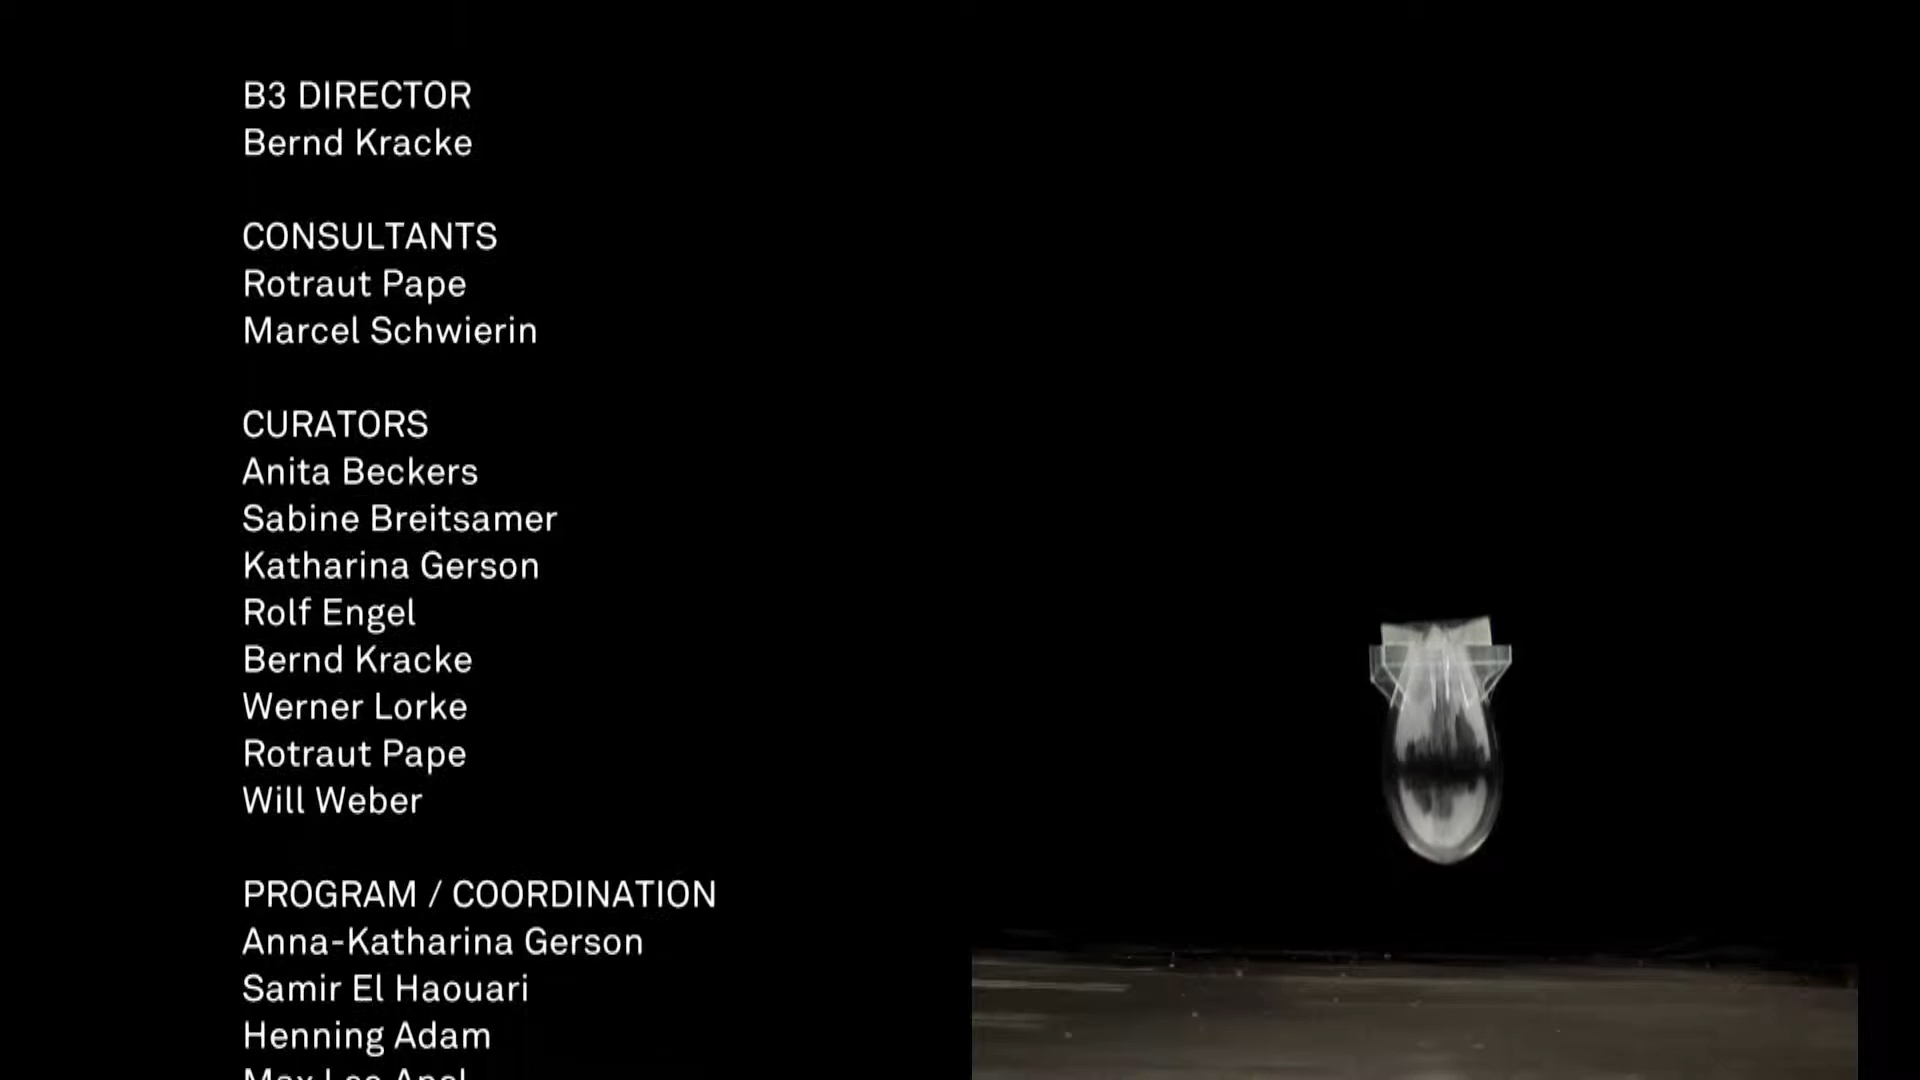 B3 DIRECTOR
Bernd Kracke
CONSULTANTS
Rotraut Pape
Marcel Schwierin
CURATORS
Anita Beckers
Sabine Breitsamer
Katharina Gerson
Rolf Engel
Bernd Kracke
Werner Lorke
Rotraut Pape
Will Weber
PROGRAM / COORDINATION
Anna-Katharina Gerson
Samir El Haouari
Henning Adam